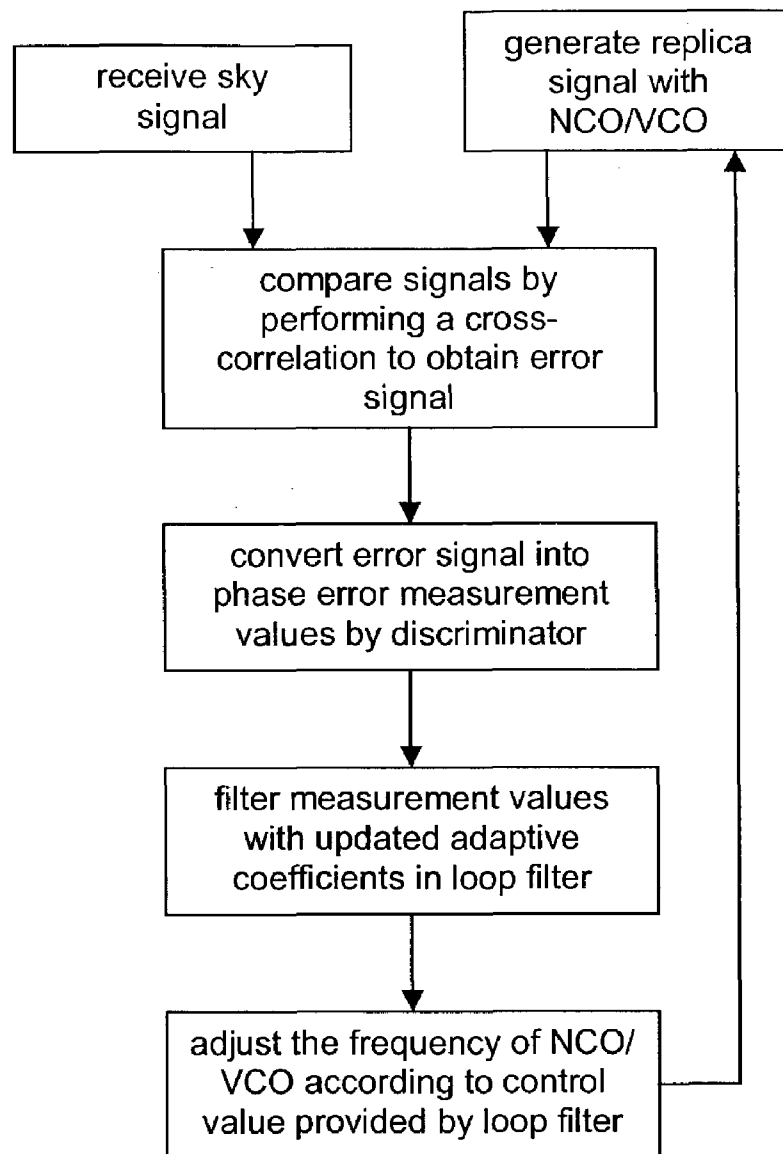 receive sky
signal
generate replica
signal with
NCO/VCO
compare signals by
performing a cross-
correlation to obtain error
signal
convert error signal into
phase error measurement
values by discriminator
filter measurement values
with updated adaptive
coefficients in loop filter
adjust the frequency of NCO/
VCO according to control
value provided by loop filter